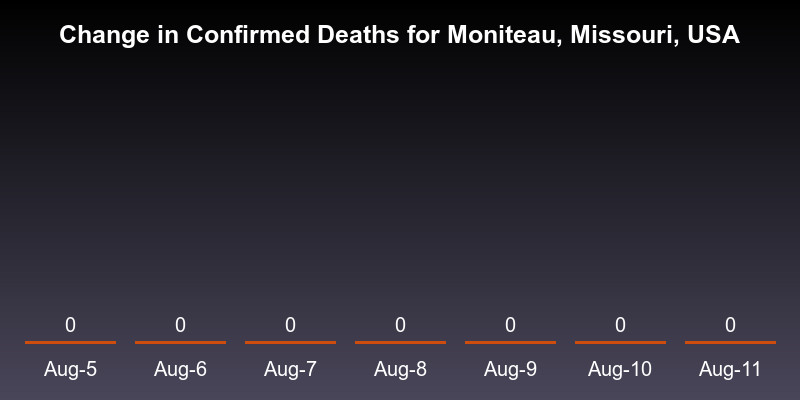 Change in Confirmed Deaths for Moniteau, Missouri, USA
0 0 0 0 0 0 0
Aug-5 Aug-6 Aug-7 Aug-8 Aug-9 Aug-10 Aug-11